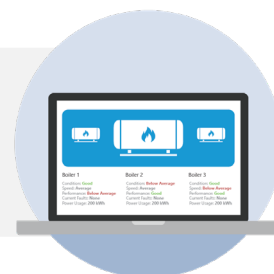 Boiler 1
Condition: Good
Speed: Average
Performance: Below Average
Current Faults: None
Power Usage: 200 kWh
Boiler 2
Condition: Below Average
Speed: Average
Performance: Good
Current Faults: None
Power Usage: 200 kWh
Boiler 3
Condition: Good
Speed: Below Average
Performance: Good
Current Faults: None
Power Usage: 200 kWh